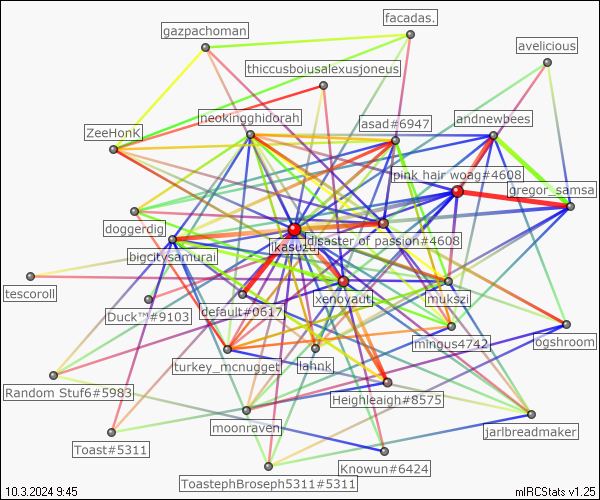 facadas.
gazpachoman
avelicious
thiccusboiusalexusjoneus
neokingghidorah
asad#6947
andnewbees
ZeeHonK
pink hair woag#4608
gregor_samsa
doggerdig
ikasuzu
disaster of passion#4608
bigcitysamurai
tescoroll
xenoyaut
mukszi
Duck™#9103
default#0617
mingus4742
ogshroom
turkey_mcnugget
lahnk
Random Stuf6#5983
Heighleaigh#8575
moonraven
jarlbreadmaker
Toast#5311
Knowun#6424
ToastephBroseph5311#5311
10.3.2024 9:45
mIRCStats v1.25